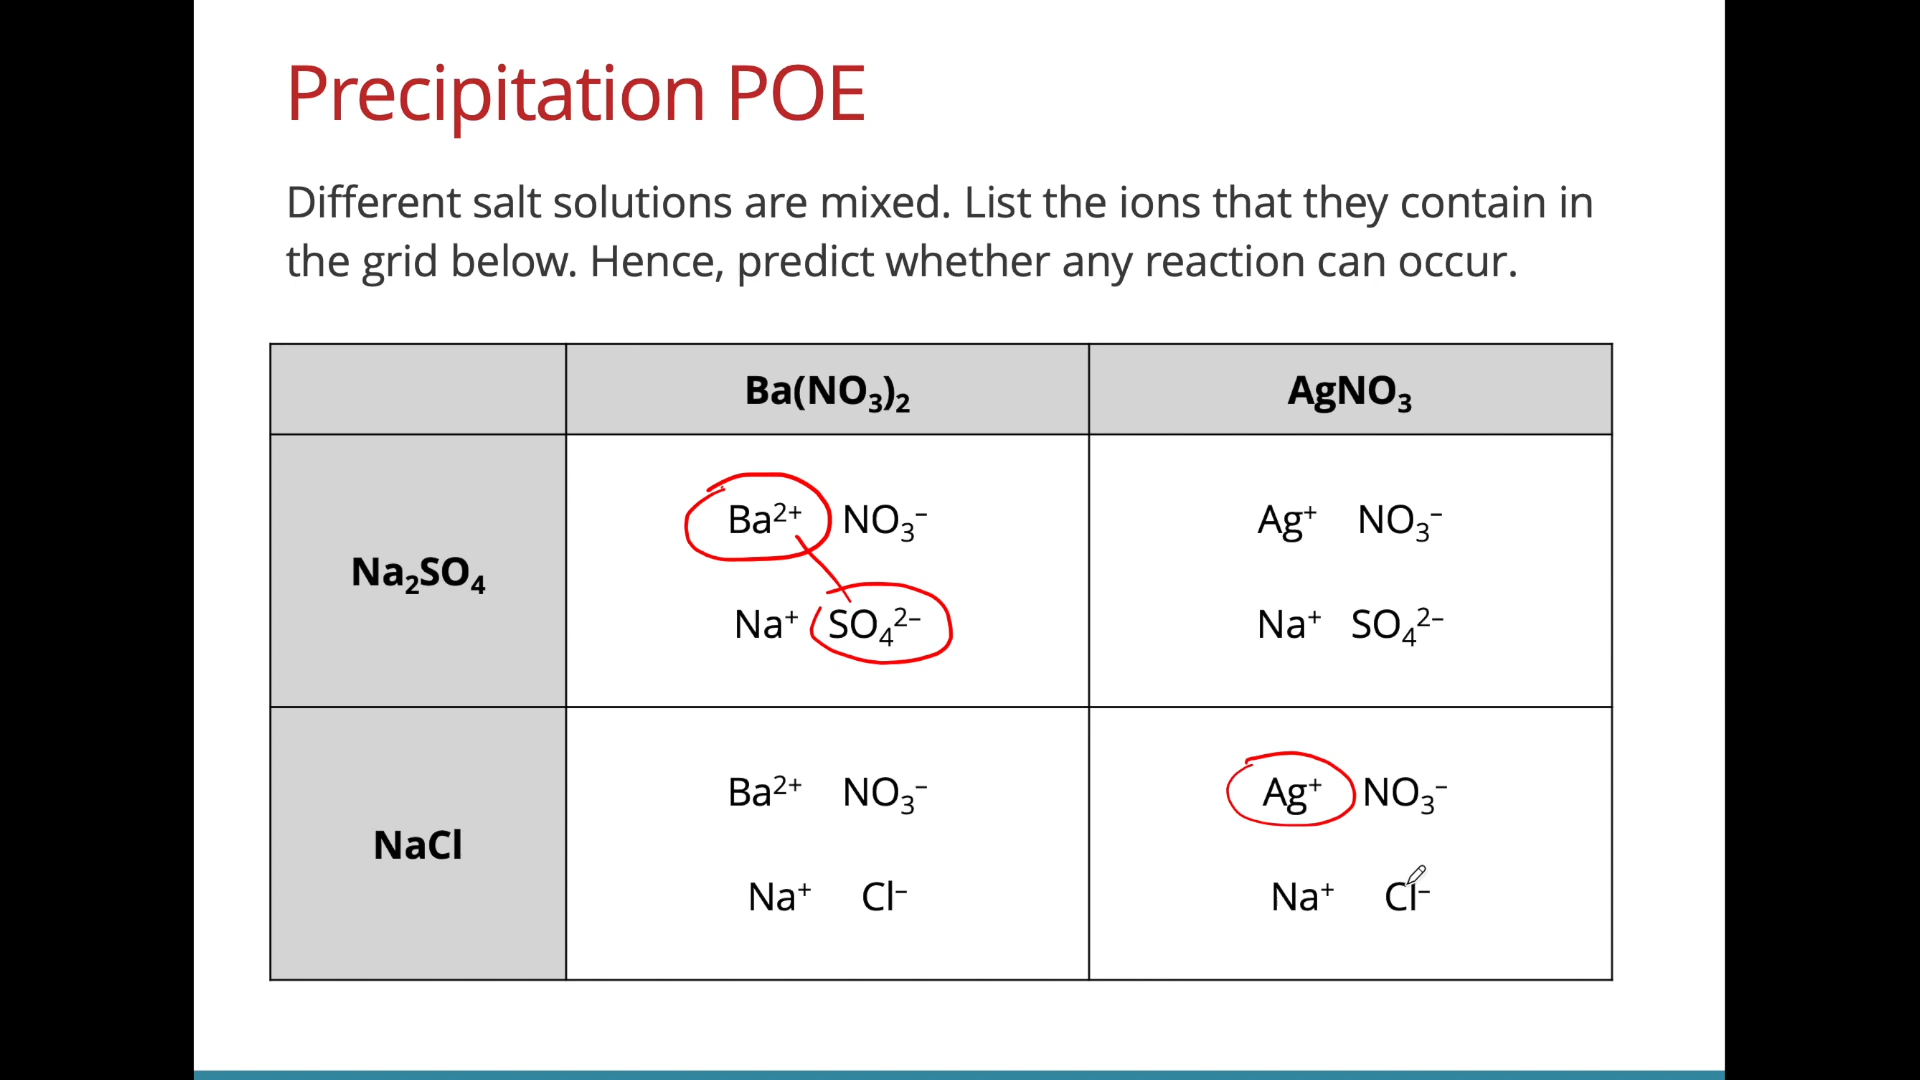 Precipitation POE
Different salt solutions are mixed. List the ions that they contain in
the grid below. Hence, predict whether any reaction can occur.
Ba(NO₃)₂ AgNO₃
Na₂SO₄
Ba²⁺ NO₃⁻
Na⁺ SO₄²⁻
Ag⁺ NO₃⁻
Na⁺ SO₄²⁻
NaCl
Ba²⁺ NO₃⁻
Na⁺ Cl⁻
Ag⁺ NO₃⁻
Na⁺ Cl⁻